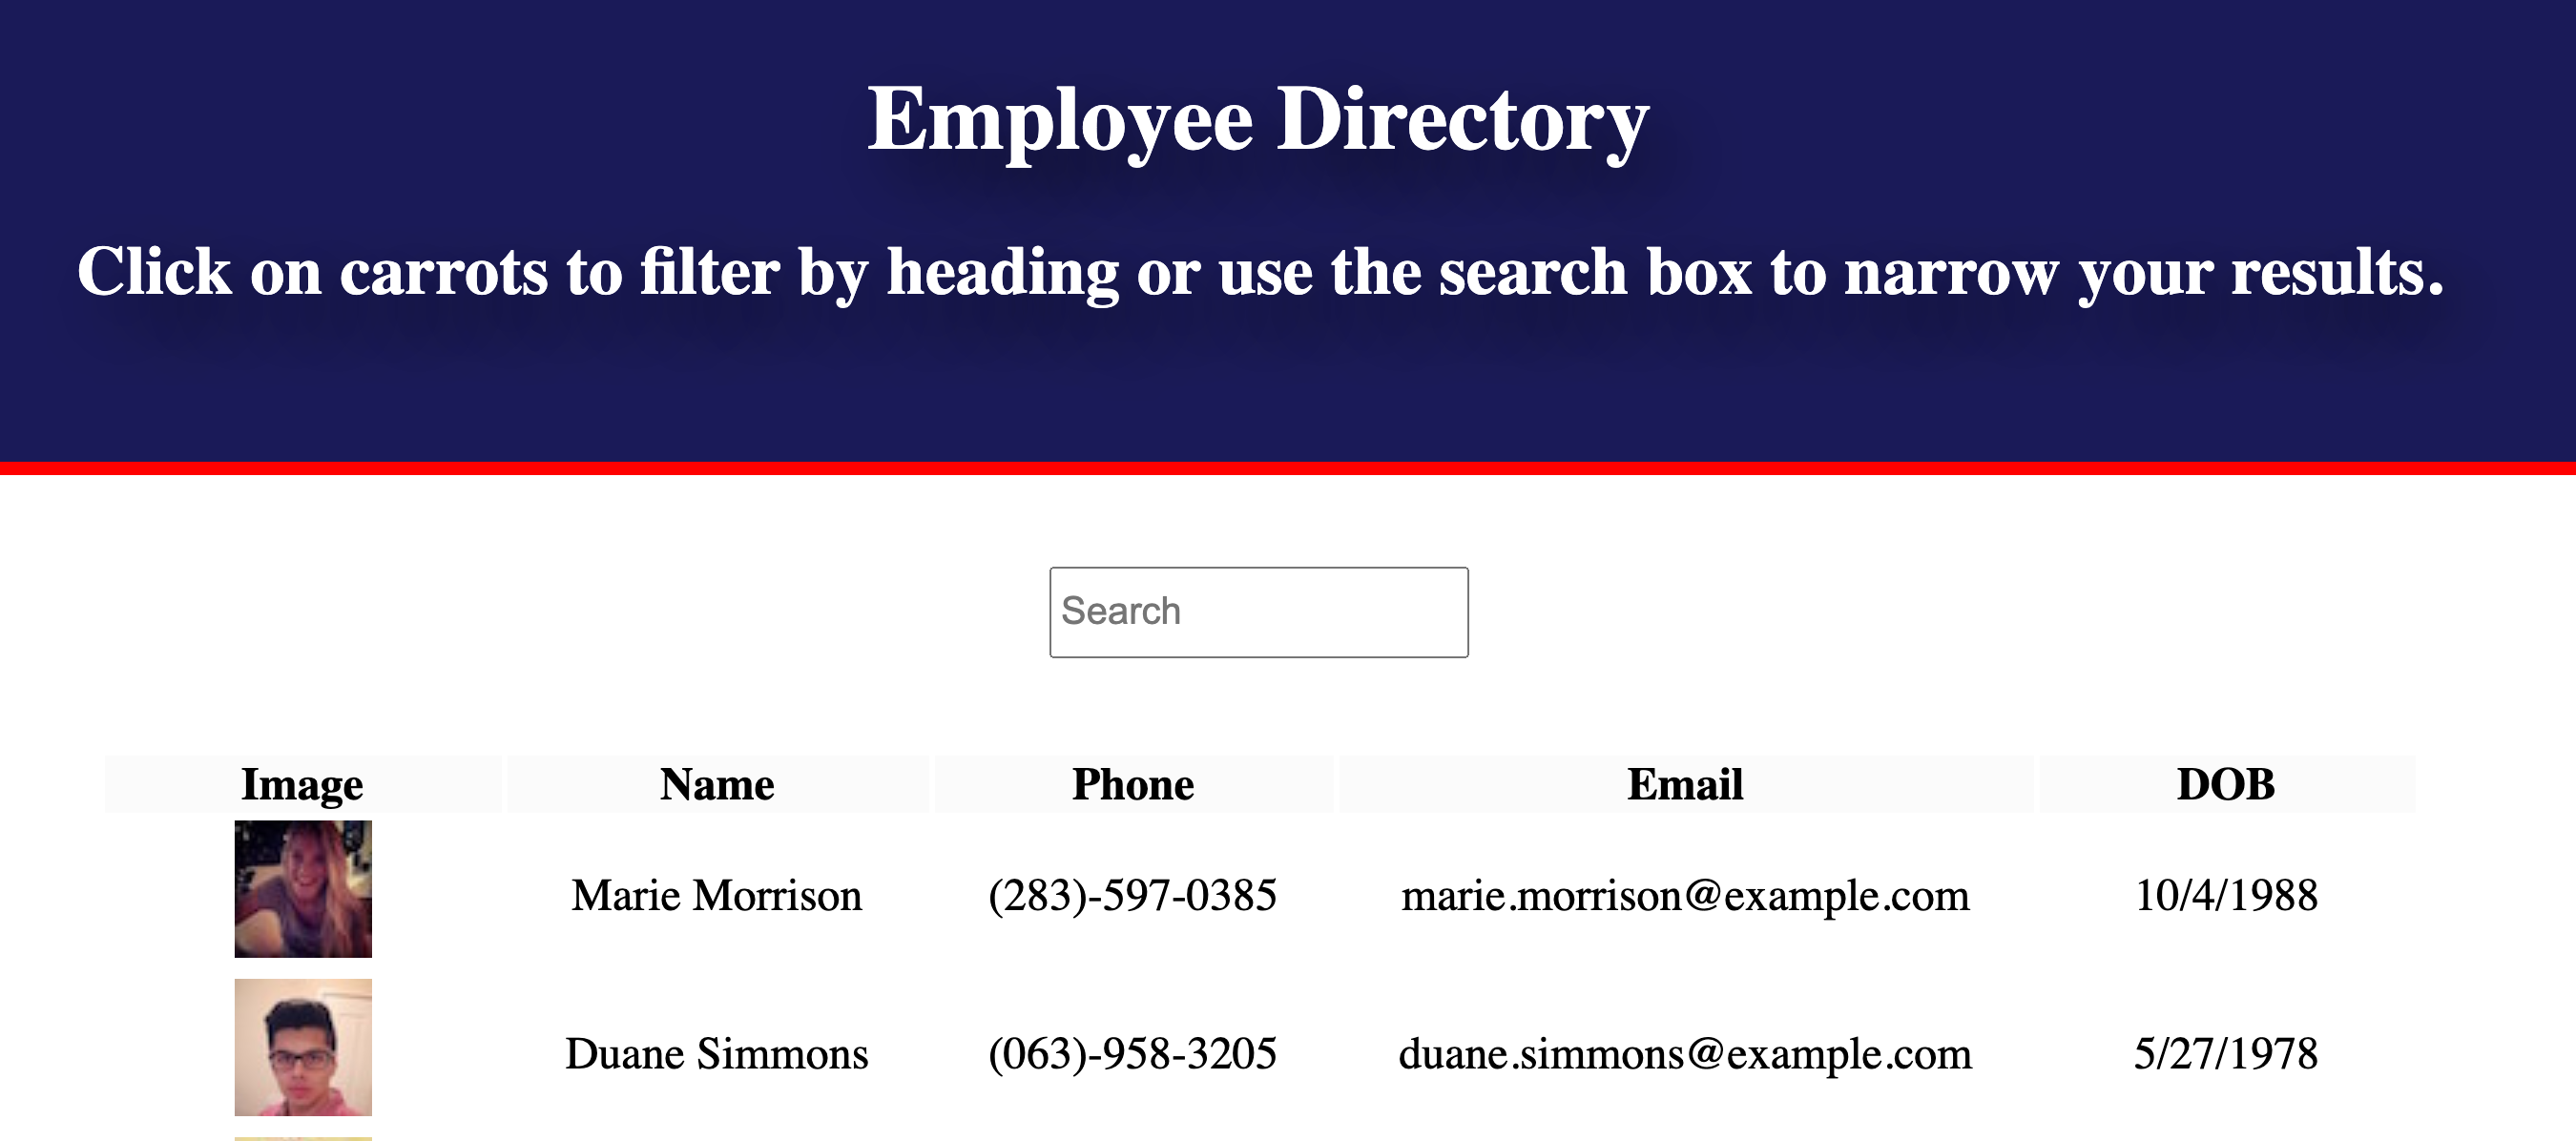 Employee Directory
Click on carrots to filter by heading or use the search box to narrow your results.
Search
Image Name Phone Email DOB
Marie Morrison (283)-597-0385 marie.morrison@example.com 10/4/1988
Duane Simmons (063)-958-3205 duane.simmons@example.com 5/27/1978